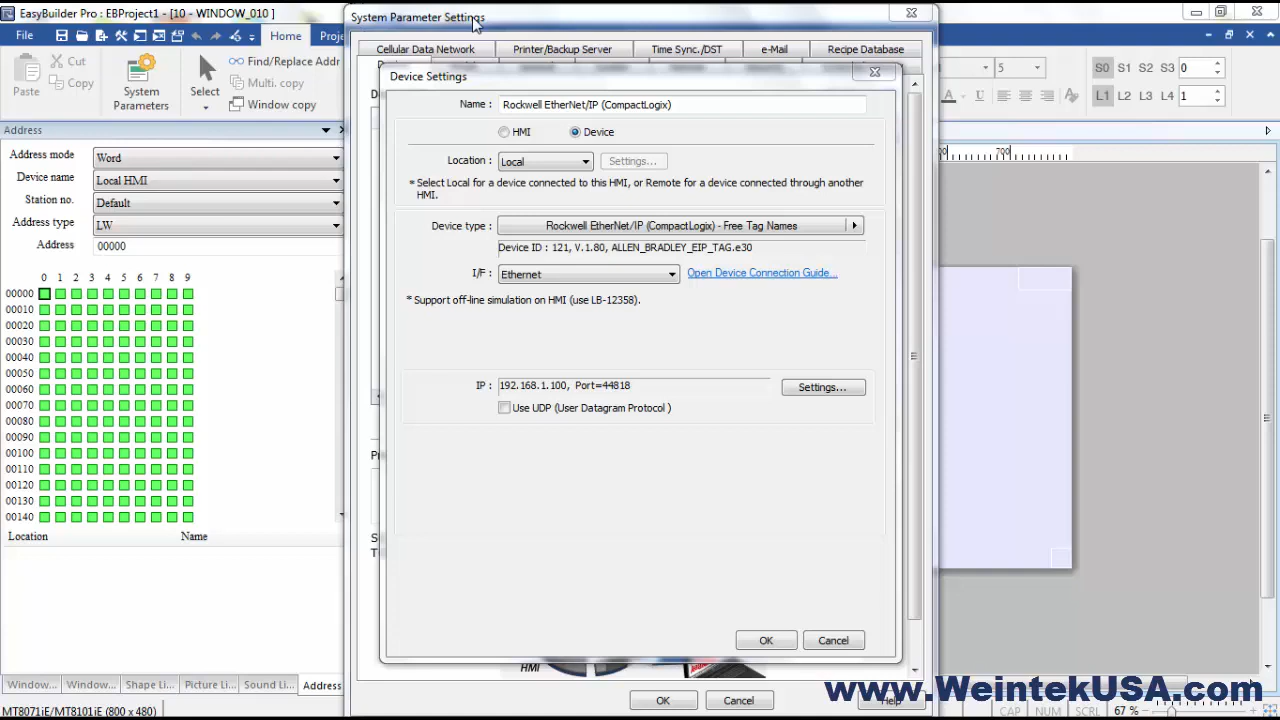 EasyBuilder Pro : EBProject1 - [10 - WINDOW_010 ]
System Parameter Settings
File
Home
Proje
Paste
Cut
Copy
System
Parameters
Select
Find/Replace Addr
Multi. copy
Window copy
Cellular Data Network
Printer/Backup Server
Time Sync./DST
e-Mail
Recipe Database
5
S0 S1 S2 S3 0
A
L1 L2 L3 L4 1
Address
Address mode Word
Device name Local HMI
Station no. Default
Address type LW
Address 00000
0 1 2 3 4 5 6 7 8 9
00000
00010
00020
00030
00040
00050
00060
00070
00080
00090
00100
00110
00120
00130
00140
Location Name
Device Settings
Name : Rockwell EtherNet/IP (CompactLogix)
HMI Device
Location : Local Settings...
* Select Local for a device connected to this HMI, or Remote for a device connected through another
HMI.
Device type : Rockwell EtherNet/IP (CompactLogix) - Free Tag Names
Device ID : 121, V.1.80, ALLEN_BRADLEY_EIP_TAG.e30
I/F : Ethernet Open Device Connection Guide...
* Support off-line simulation on HMI (use LB-12358).
IP : 192.168.1.100, Port=44818 Settings...
Use UDP (User Datagram Protocol )
OK Cancel
HMI
OK Cancel Help
700
Window... Window... Shape Li... Picture Li... Sound Li... Address
www.WeintekUSA.com
MT8071iE/MT8101iE (800 x 480)
CAP NUM SCRL 67 %